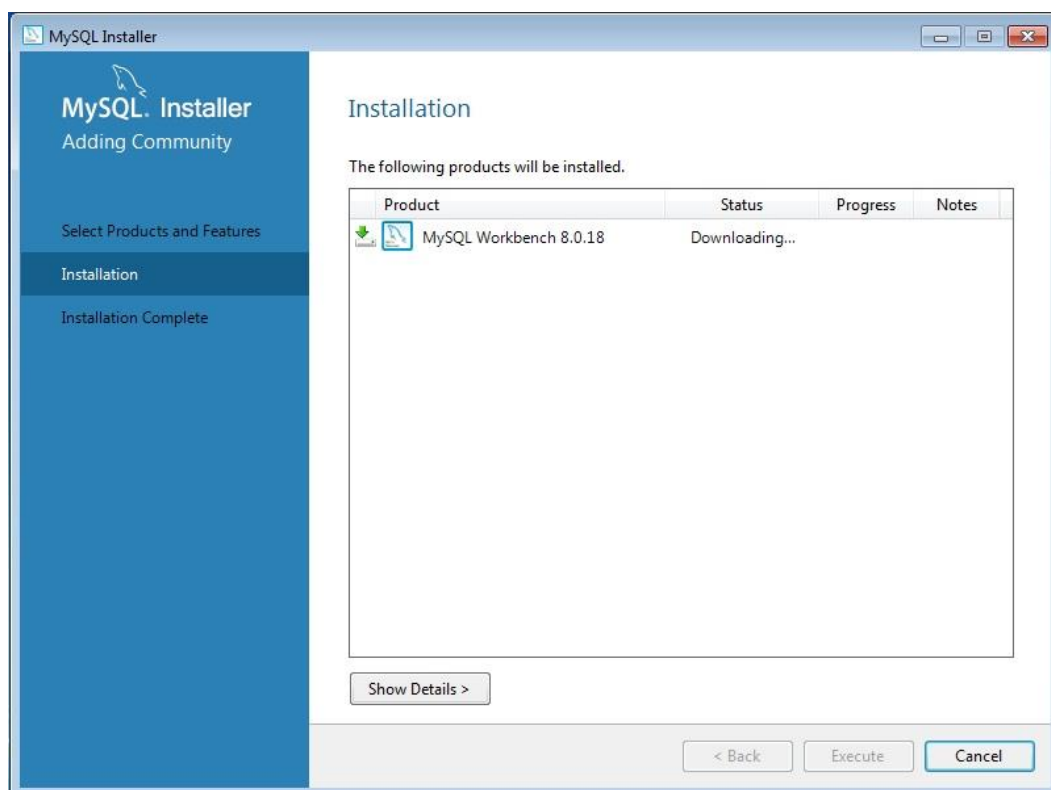 MySQL Installer
MySQL. Installer
Adding Community
Select Products and Features
Installation
Installation Complete
Installation
The following products will be installed.
Product Status Progress Notes
MySQL Workbench 8.0.18 Downloading...
Show Details >
< Back Execute Cancel